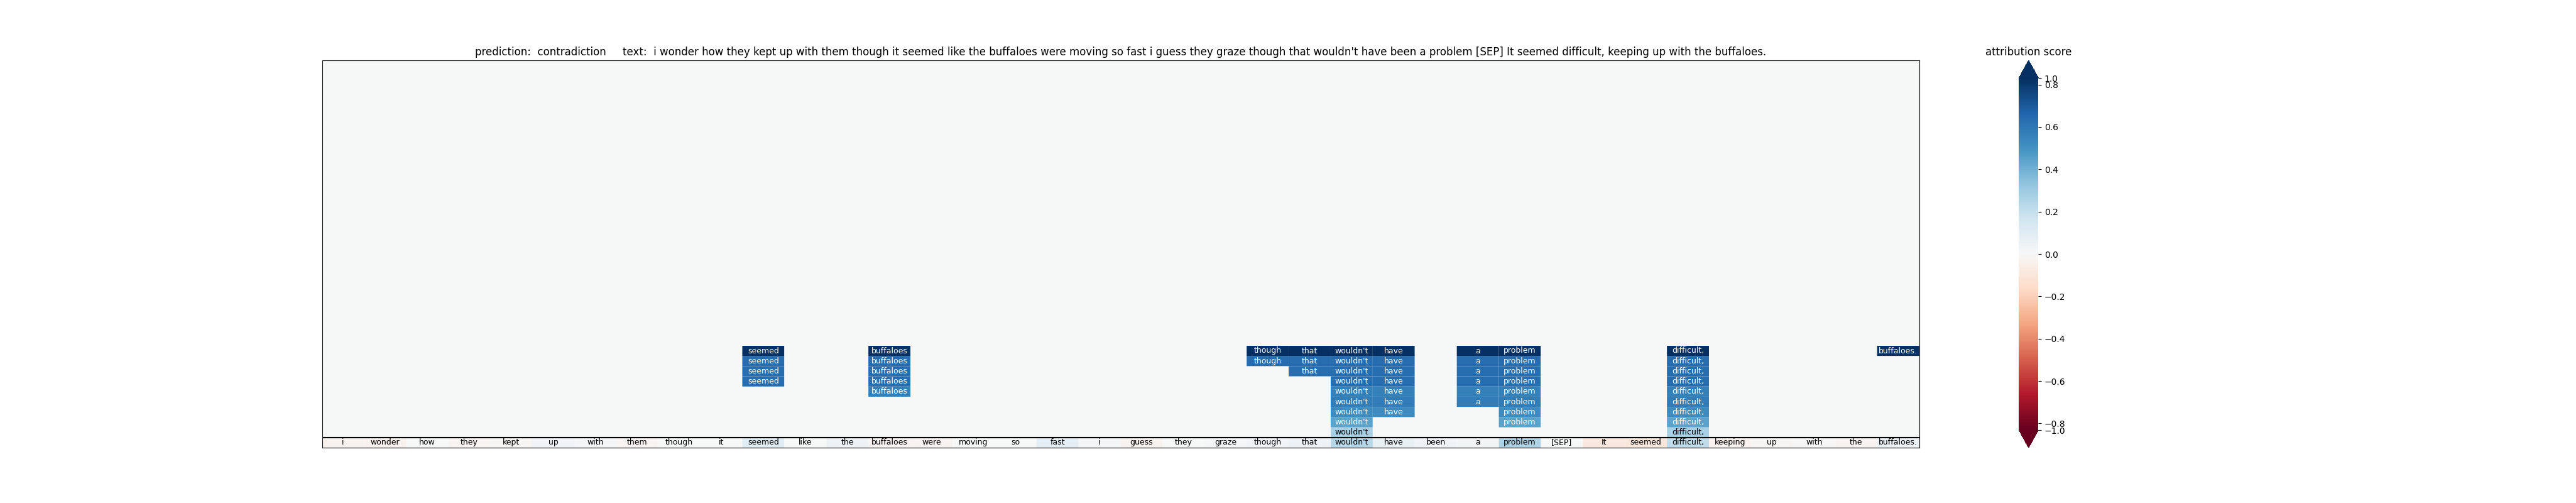 prediction:  contradiction     text:  i wonder how they kept up with them though it seemed like the buffaloes were moving so fast i guess they graze though that wouldn't have been a problem [SEP] It seemed difficult, keeping up with the buffaloes.
attribution score
1.0
0.8
0.6
0.4
0.2
0.0
−0.2
−0.4
−0.6
−0.8
−1.0
seemed buffaloes though that wouldn't have a problem difficult, buffaloes.
seemed buffaloes though that wouldn't have a problem difficult,
seemed buffaloes that wouldn't have a problem difficult,
seemed buffaloes wouldn't have a problem difficult,
buffaloes wouldn't have a problem difficult,
wouldn't have a problem difficult,
wouldn't have problem difficult,
wouldn't problem difficult,
wouldn't difficult,
i wonder how they kept up with them though it seemed like the buffaloes were moving so fast i guess they graze though that wouldn't have been a problem [SEP] It seemed difficult, keeping up with the buffaloes.